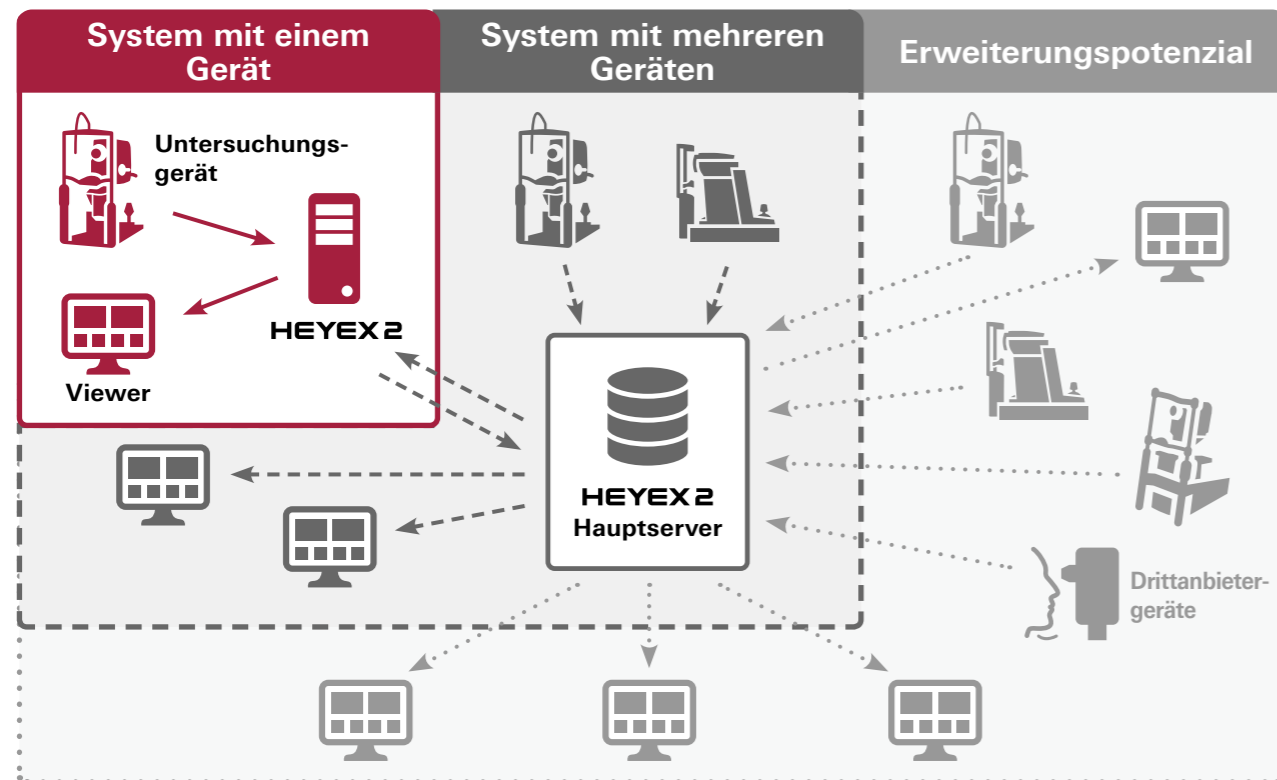 System mit einem
Gerät
System mit mehreren
Geräten
Erweiterungspotenzial
Untersuchungs-
gerät
HEYEX 2
Viewer
HEYEX 2
Hauptserver
Drittanbieter-
geräte